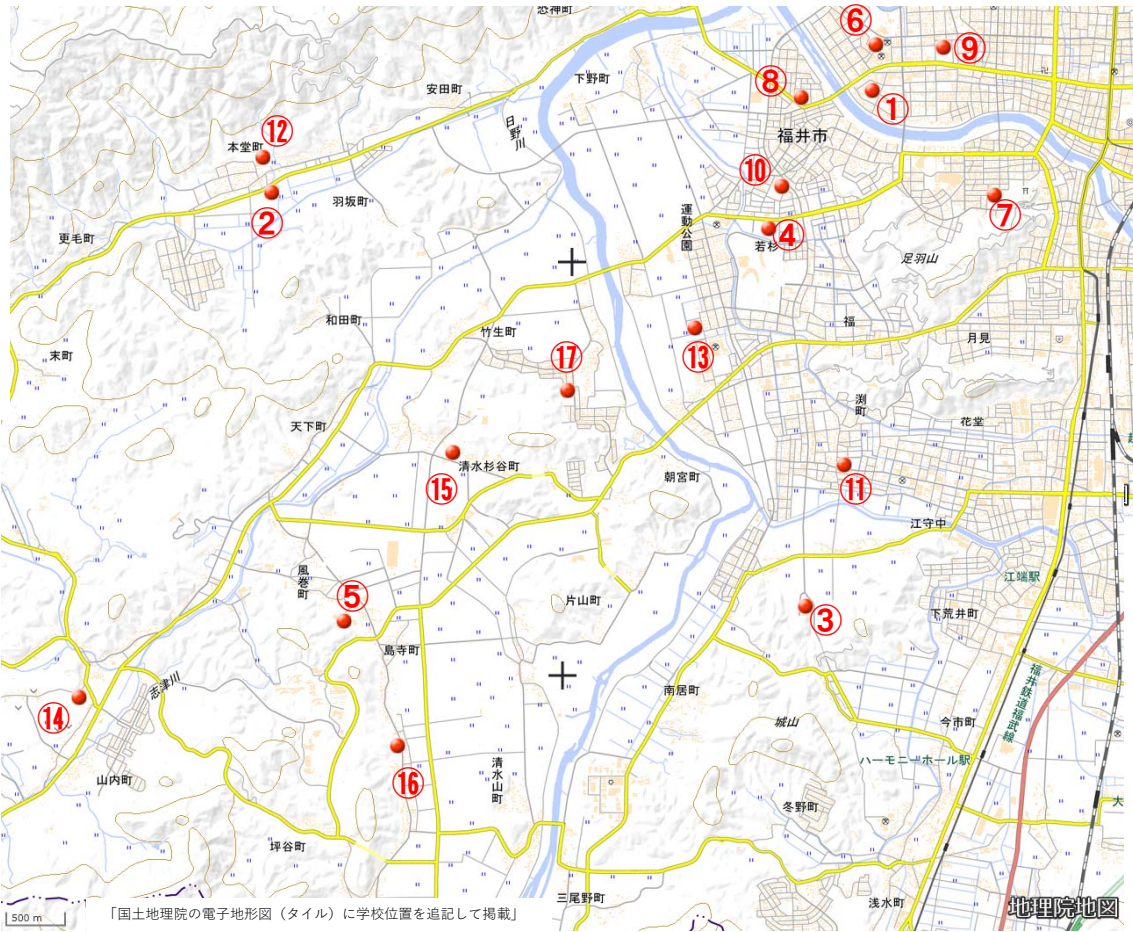 恐神町
⑥
⑨
下野町
安田町
⑧
①
日野川
⑫
福井市
本堂町
⑩
②
羽坂町
運動公園
⑦
④
更毛町
若杉
足羽山
和田町
竹生町
福
月見
末町
⑰
⑬
渕町
花堂
天下町
清水杉谷町
朝宮町
⑮
⑪
江守中
風巻町
江端駅
⑤
片山町
③
下荒井町
島寺町
志津川
南居町
福井鉄道福武線
⑭
城山
今市町
ハーモニーホール駅
山内町
⑯
清水山町
冬野町
大
坪谷町
三尾野町
浅水町
500 m
「国土地理院の電子地形図(タイル)に学校位置を追記して掲載」
地理院地図